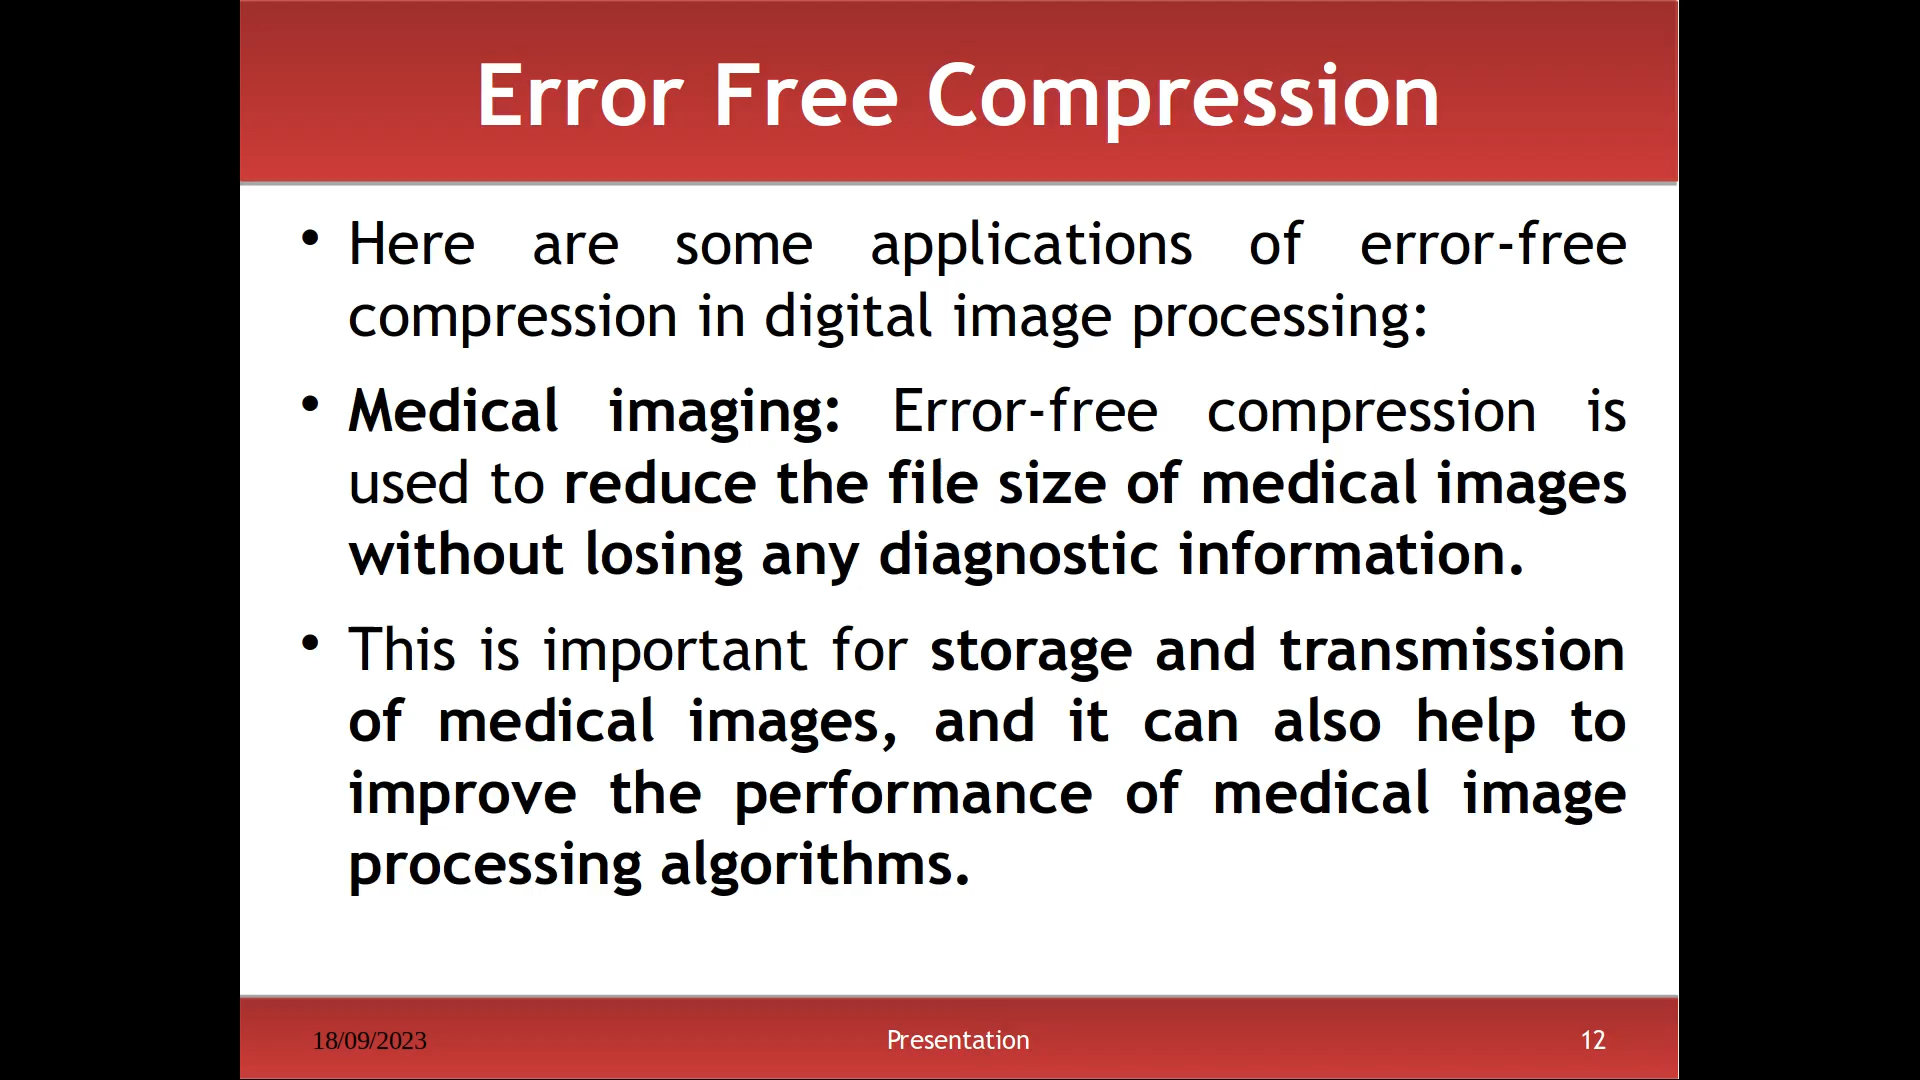 Error Free Compression
• Here are some applications of error-free
compression in digital image processing:
• Medical imaging: Error-free compression is
used to reduce the file size of medical images
without losing any diagnostic information.
• This is important for storage and transmission
of medical images, and it can also help to
improve the performance of medical image
processing algorithms.
18/09/2023 Presentation 12